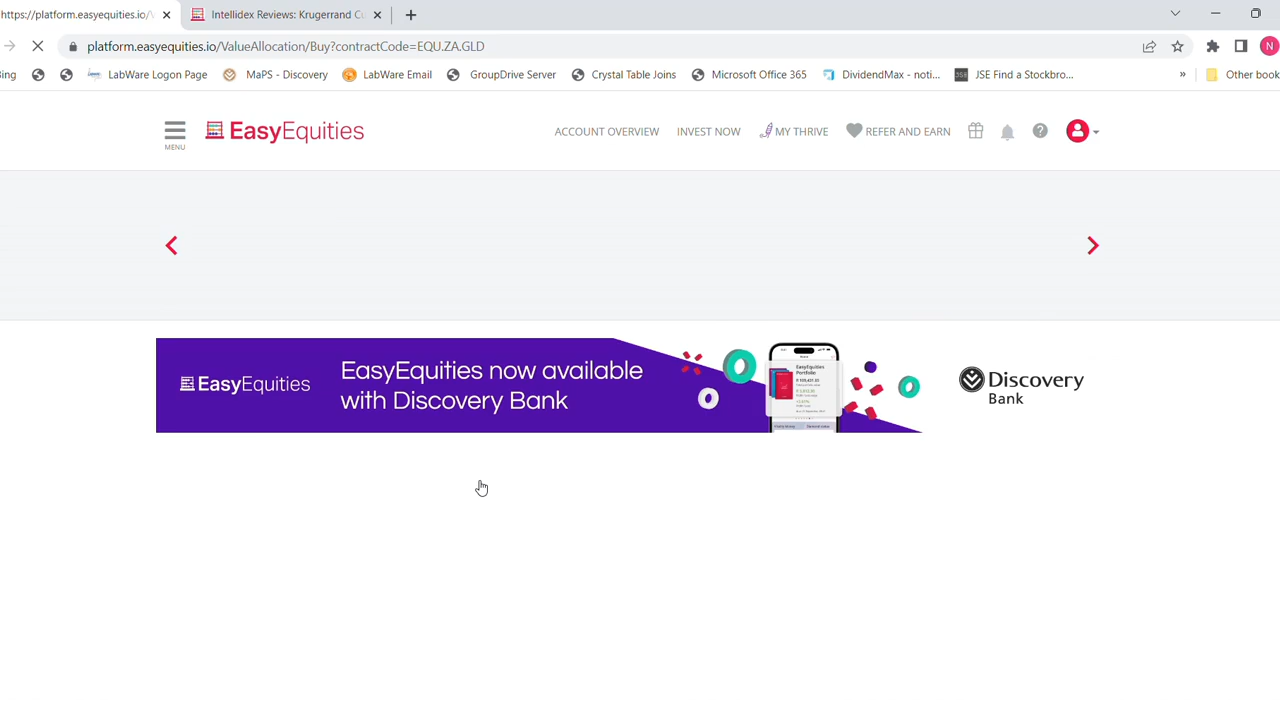 https://platform.easyequities.io/V
Intellidex Reviews: Krugerrand C
platform.easyequities.io/ValueAllocation/Buy?contractCode=EQU.ZA.GLD
N
ing
LabWare Logon Page
MaPS - Discovery
LabWare Email
GroupDrive Server
Crystal Table Joins
Microsoft Office 365
DividendMax - noti...
JSE Find a Stockbro...
»
Other book
MENU
EasyEquities
ACCOUNT OVERVIEW
INVEST NOW
MY THRIVE
REFER AND EARN
EasyEquities
EasyEquities now available
with Discovery Bank
EasyEquities
Portfolio
Discovery
Bank